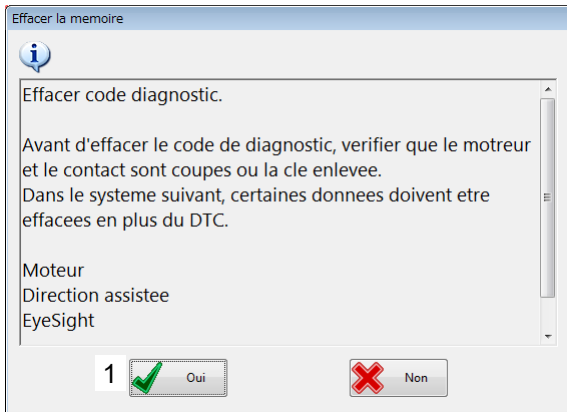 Effacer la memoire
Effacer code diagnostic.
Avant d'effacer le code de diagnostic, verifier que le motreur
et le contact sont coupes ou la cle enlevee.
Dans le systeme suivant, certaines donnees doivent etre
effacees en plus du DTC.
Moteur
Direction assistee
EyeSight
1 Oui Non